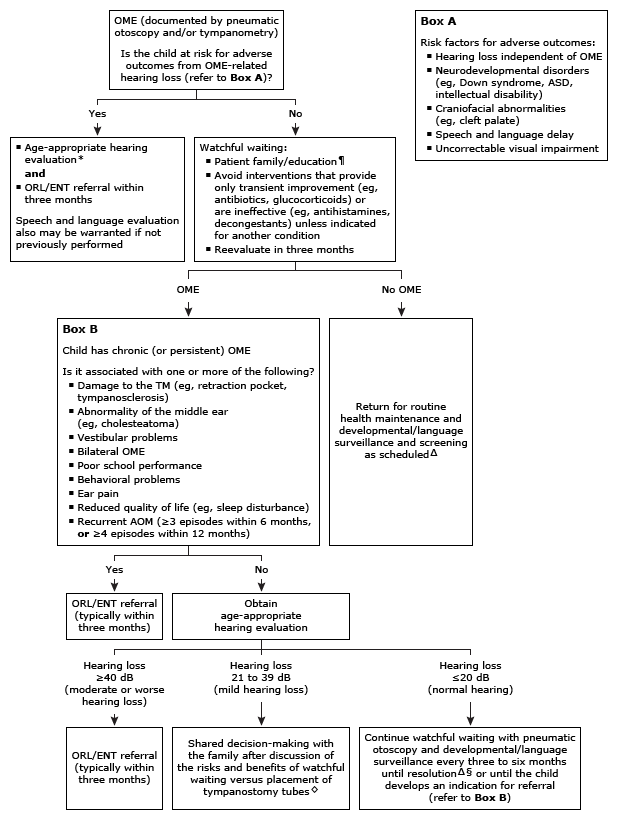 OME (documented by pneumatic
otoscopy and/or tympanometry)
Is the child at risk for adverse
outcomes from OME-related
hearing loss (refer to Box A)?
Box A
Risk factors for adverse outcomes:
▪ Hearing loss independent of OME
▪ Neurodevelopmental disorders
(eg, Down syndrome, ASD,
intellectual disability)
▪ Craniofacial abnormalities
(eg, cleft palate)
▪ Speech and language delay
▪ Uncorrectable visual impairment
Yes
No
▪ Age-appropriate hearing
evaluation*
and
▪ ORL/ENT referral within
three months
Speech and language evaluation
also may be warranted if not
previously performed
Watchful waiting:
▪ Patient family/education¶
▪ Avoid interventions that provide
only transient improvement (eg,
antibiotics, glucocorticoids) or
are ineffective (eg, antihistamines,
decongestants) unless indicated
for another condition
▪ Reevaluate in three months
OME
No OME
Box B
Child has chronic (or persistent) OME
Is it associated with one or more of the following?
▪ Damage to the TM (eg, retraction pocket,
tympanosclerosis)
▪ Abnormality of the middle ear
(eg, cholesteatoma)
▪ Vestibular problems
▪ Bilateral OME
▪ Poor school performance
▪ Behavioral problems
▪ Ear pain
▪ Reduced quality of life (eg, sleep disturbance)
▪ Recurrent AOM (≥3 episodes within 6 months,
or ≥4 episodes within 12 months)
Return for routine
health maintenance and
developmental/language
surveillance and screening
as scheduledΔ
Yes
No
ORL/ENT referral
(typically within
three months)
Obtain
age-appropriate
hearing evaluation
Hearing loss
≥40 dB
(moderate or worse
hearing loss)
Hearing loss
21 to 39 dB
(mild hearing loss)
Hearing loss
≤20 dB
(normal hearing)
ORL/ENT referral
(typically within
three months)
Shared decision-making with
the family after discussion of
the risks and benefits of watchful
waiting versus placement of
tympanostomy tubes◇
Continue watchful waiting with pneumatic
otoscopy and developmental/language
surveillance every three to six months
until resolutionΔ§ or until the child
develops an indication for referral
(refer to Box B)